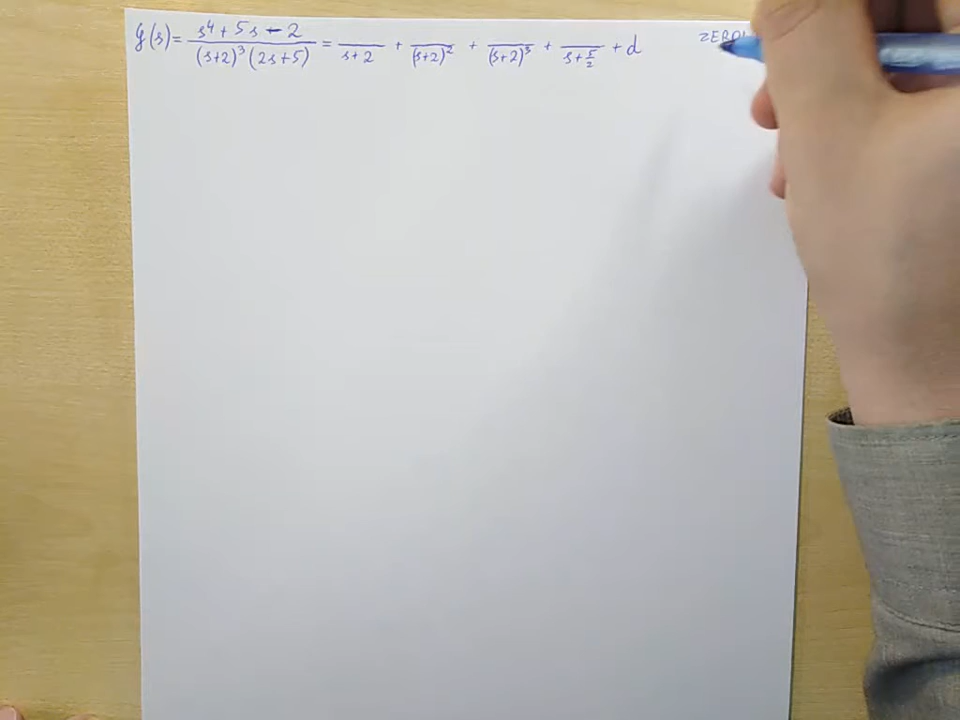 g(s) = (s⁴ + 5s - 2) / ((s+2)³ (2s+5)) = ‾/(s+2) + ‾/(s+2)² + ‾/(s+2)³ + ‾/(s+5/2) + d